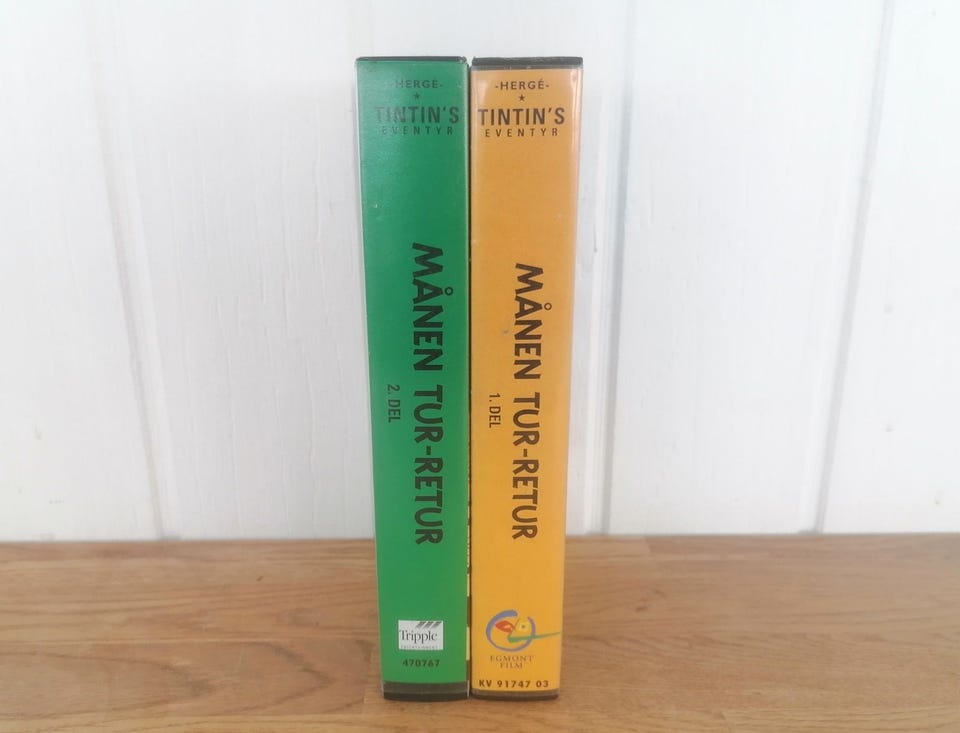 -HERGÉ-
TINTIN'S
EVENTYR
MÅNEN TUR-RETUR
2. DEL
Tripple
ENTERTAINMENT
470767
-HERGÉ-
TINTIN'S
EVENTYR
MÅNEN TUR-RETUR
1. DEL
EGMONT
FILM
KV 91747 03